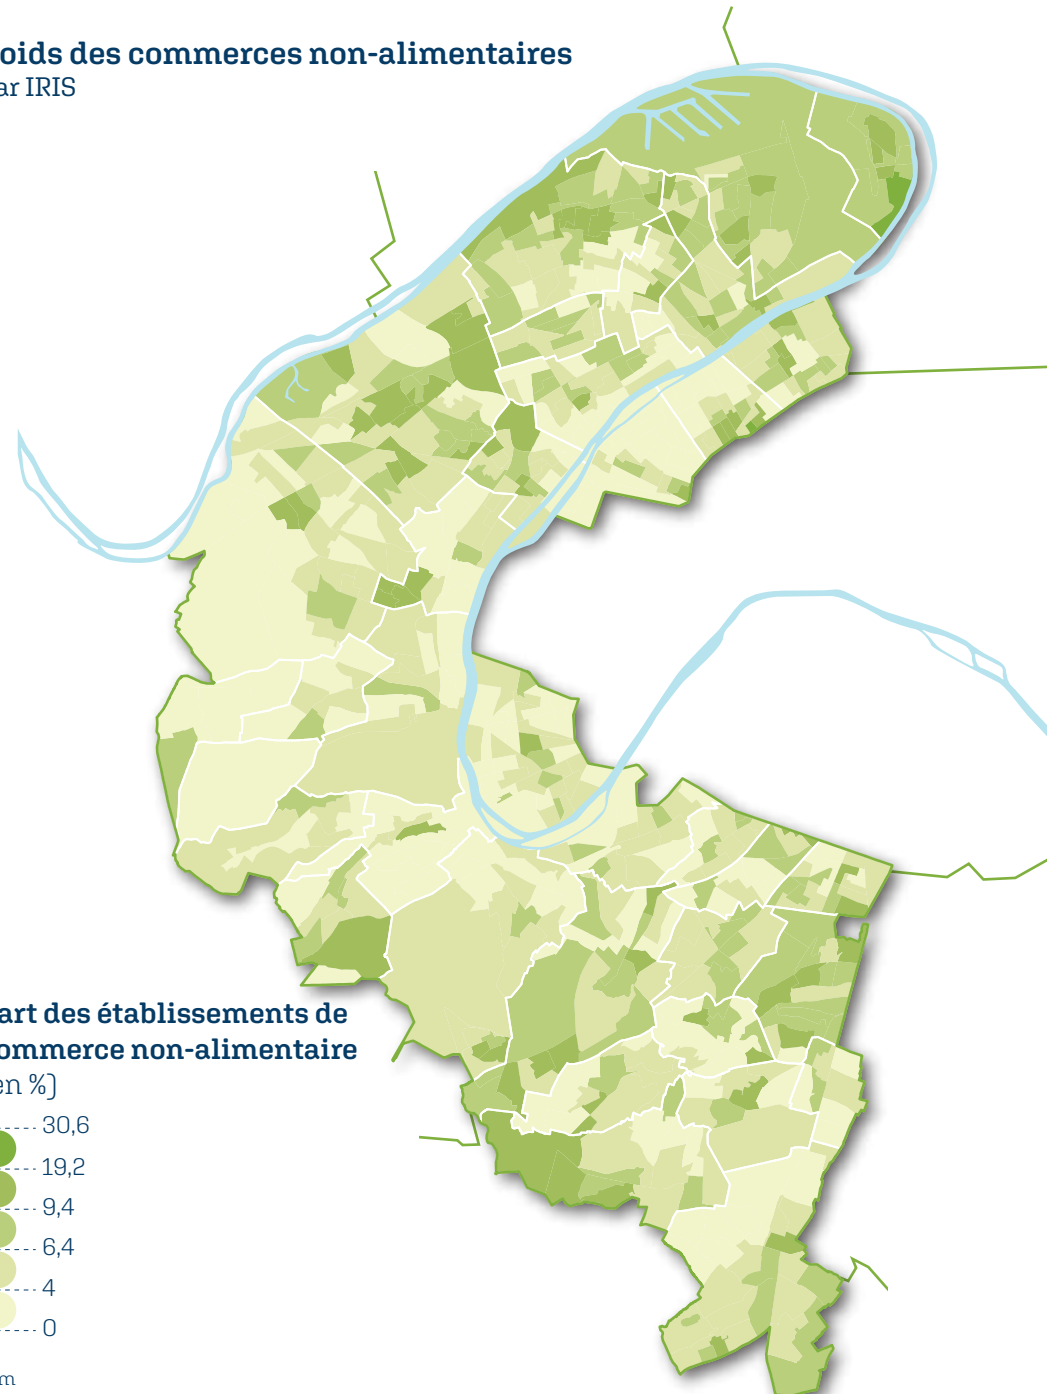 oids des commerces non-alimentaires
ar IRIS
art des établissements de
ommerce non-alimentaire
en %)
30,6
19,2
9,4
6,4
4
0
m